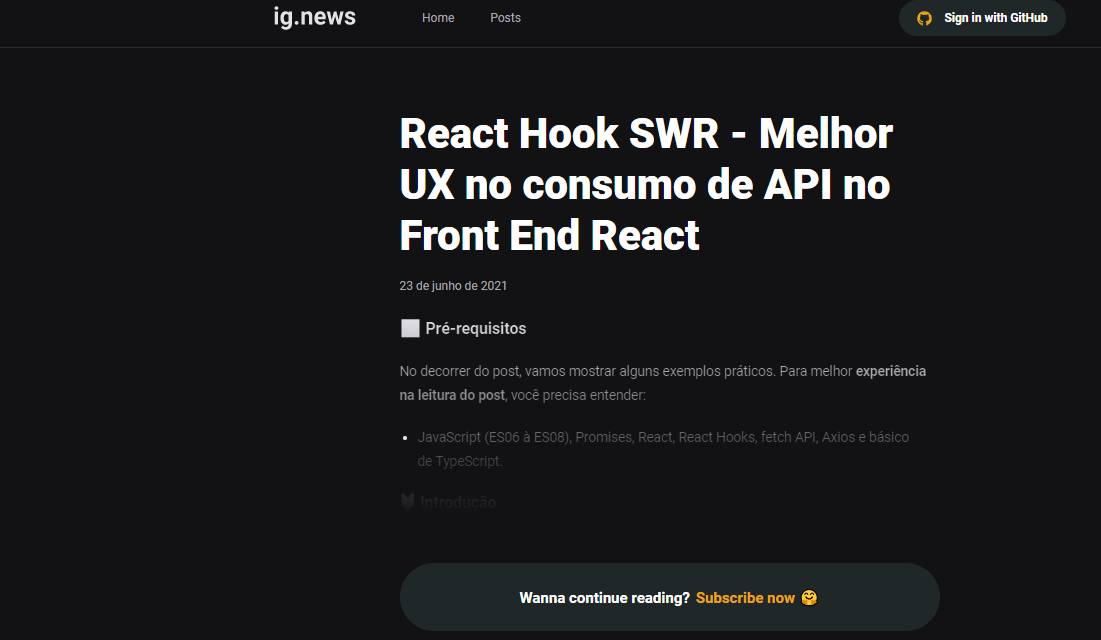 ig.news
Home
Posts
Sign in with GitHub
React Hook SWR - Melhor
UX no consumo de API no
Front End React
23 de junho de 2021
Pré-requisitos
No decorrer do post, vamos mostrar alguns exemplos práticos. Para melhor experiência
na leitura do post, você precisa entender:
JavaScript (ES06 à ES08), Promises, React, React Hooks, fetch API, Axios e básico
de TypeScript.
Introdução
Wanna continue reading? Subscribe now 🤗